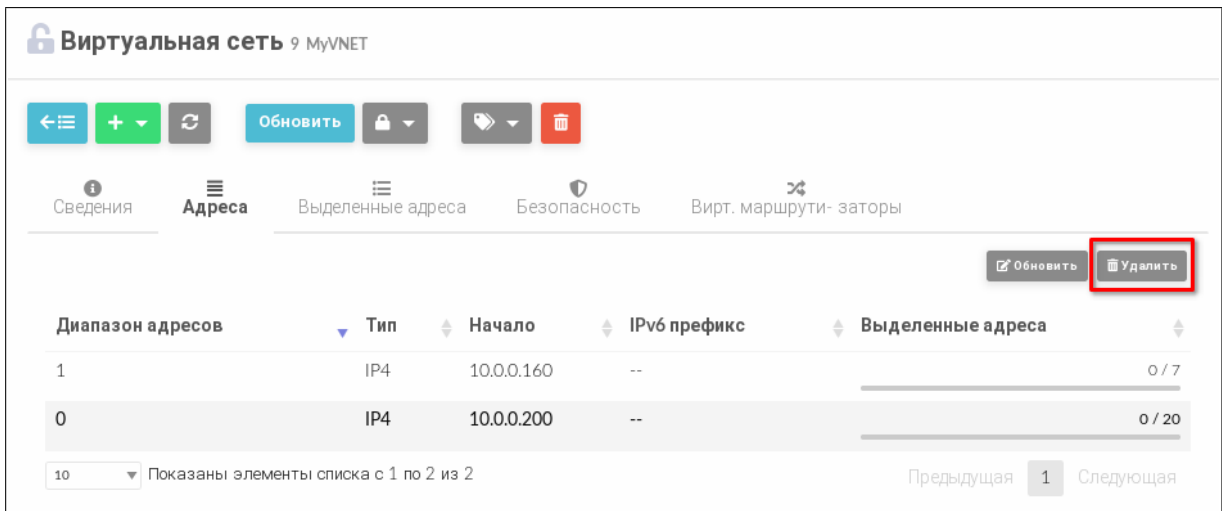 Виртуальная сеть 9 MyVNET
Обновить
Сведения Адреса Выделенные адреса Безопасность Вирт. маршрути- заторы
Обновить Удалить
Диапазон адресов Тип Начало IPv6 префикс Выделенные адреса
1 IP4 10.0.0.160 -- 0 / 7
0 IP4 10.0.0.200 -- 0 / 20
10 Показаны элементы списка с 1 по 2 из 2 Предыдущая 1 Следующая